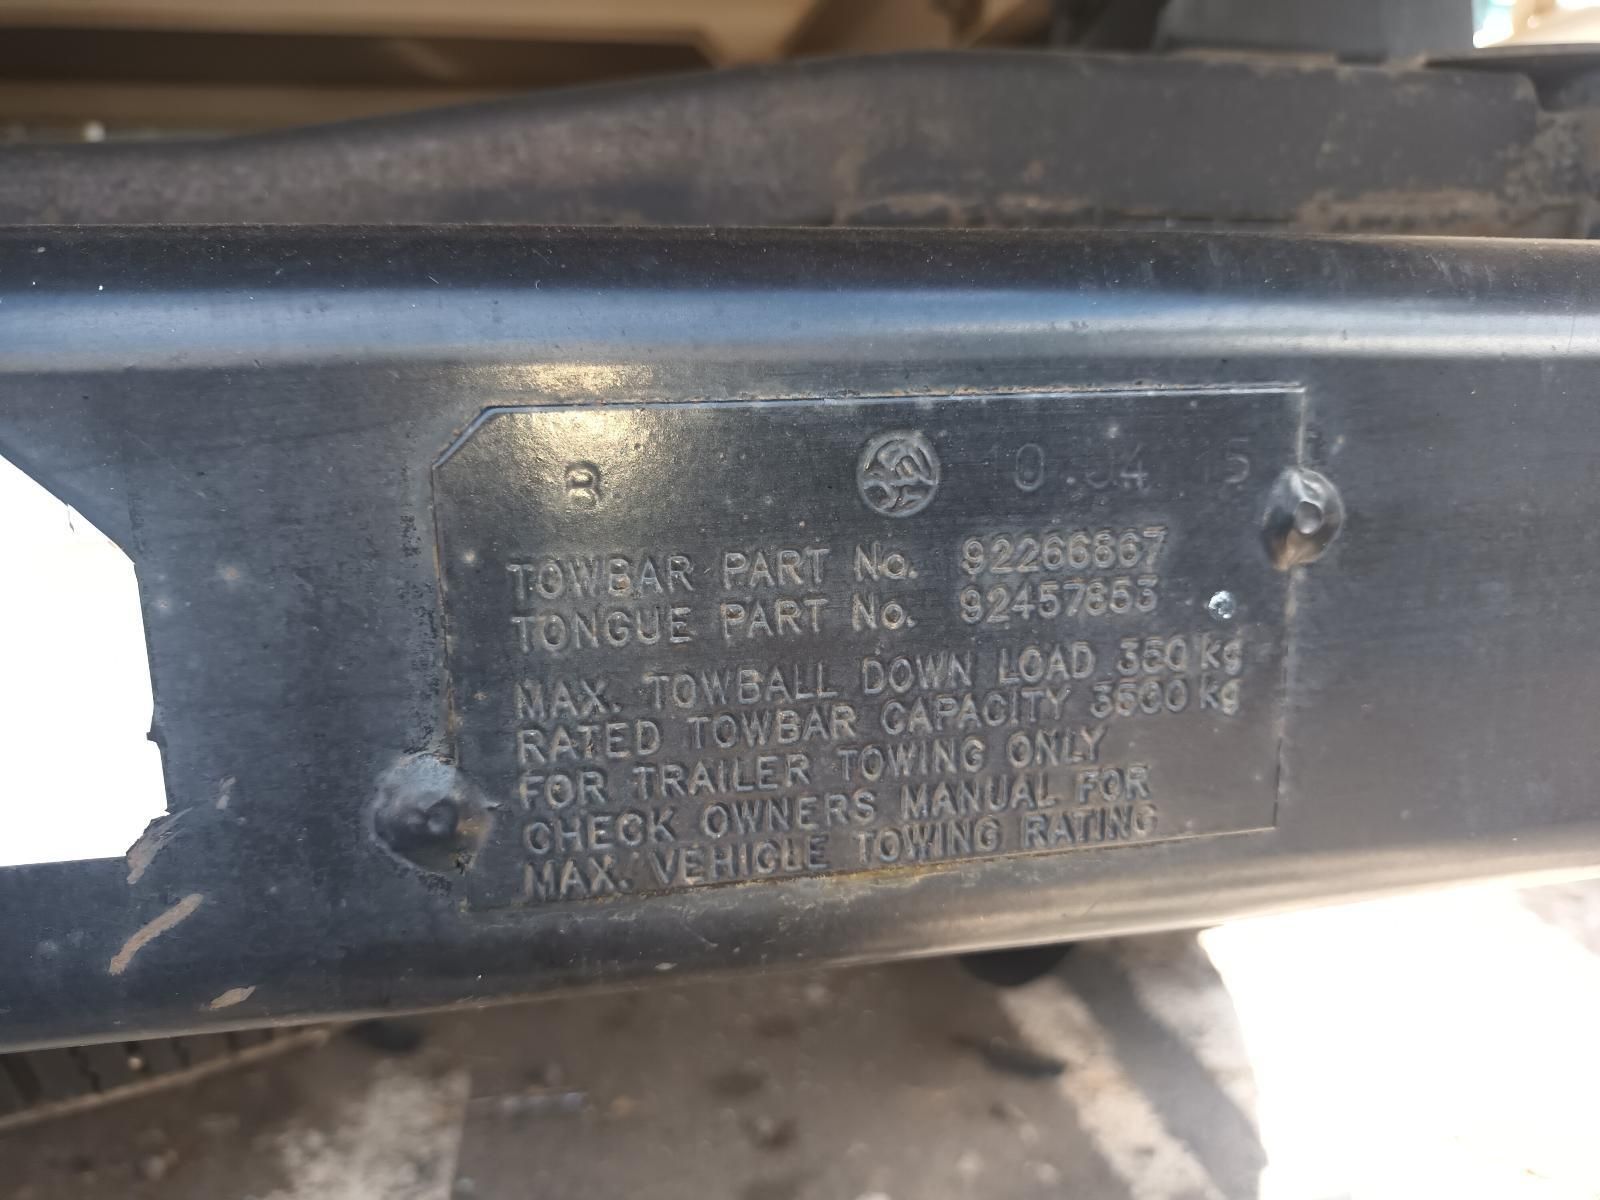 B 10.04.15
TOWBAR PART No. 92266867
TONGUE PART No. 92457853
MAX. TOWBALL DOWN LOAD 350 kg
RATED TOWBAR CAPACITY 3500 kg
FOR TRAILER TOWING ONLY
CHECK OWNERS MANUAL FOR
MAX. VEHICLE TOWING RATING